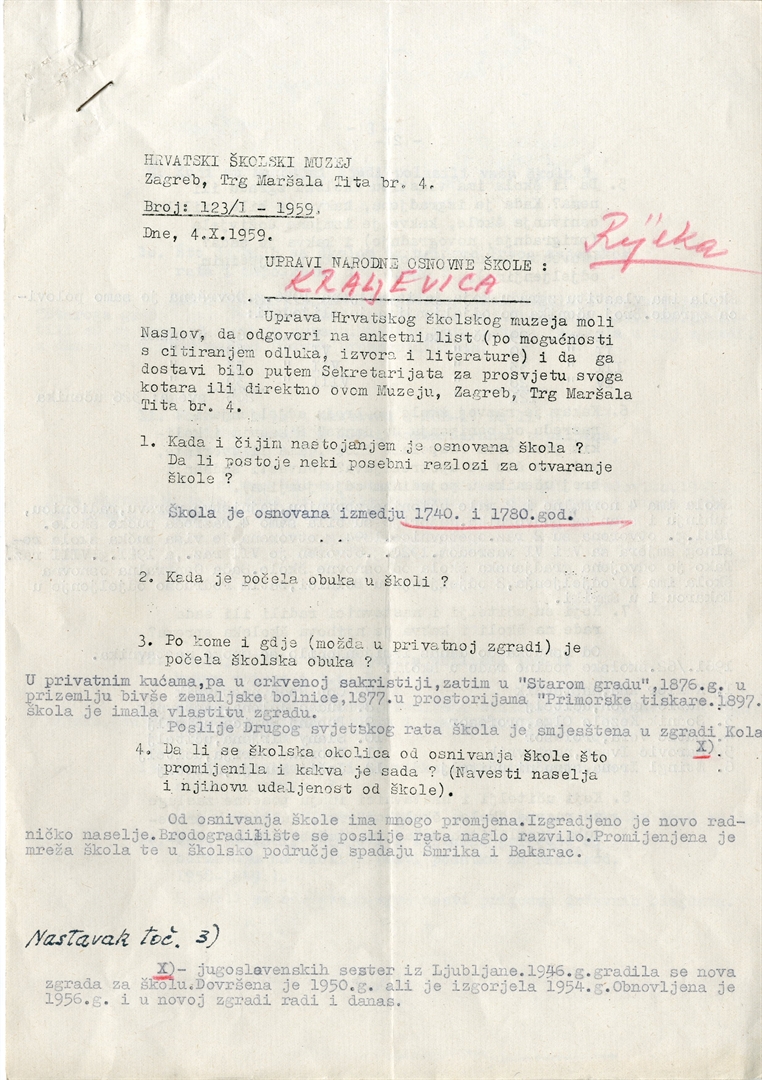 HRVATSKI ŠKOLSKI MUZEJ
Zagreb, Trg Maršala Tita br. 4.
Broj: 123/1 - 1959.
Dne, 4.X.1959.
Rijeka
UPRAVI NARODNE OSNOVNE ŠKOLE :
KRALJEVICA
Uprava Hrvatskog školskog muzeja moli
Naslov, da odgovori na anketni list (po mogućnosti
s citiranjem odluka, izvora i literature) i da ga
dostavi bilo putem Sekretarijata za prosvjetu svoga
kotara ili direktno ovom Muzeju, Zagreb, Trg Maršala
Tita br. 4.
1. Kada i čijim nastojanjem je osnovana škola ?
Da li postoje neki posebni razlozi za otvaranje
škole ?
Škola je osnovana izmedju 1740. i 1780.god.
2. Kada je počela obuka u školi ?
3. Po kome i gdje (možda u privatnoj zgradi) je
počela školska obuka ?
U privatnim kućama,pa u crkvenoj sakristiji,zatim u "Starom gradu",1876.g. u
prizemlju bivše zemaljske bolnice,1877.u prostorijama "Primorske tiskare.1897.
škola je imala vlastitu zgradu.
Poslije Drugog svjetskog rata škola je smjesštena u zgradi Kola
X)
4. Da li se školska okolica od osnivanja škole što
promijenila i kakva je sada ? (Navesti naselja
i njihovu udaljenost od škole).
Od osnivanja škole ima mnogo promjena.Izgradjeno je novo rad-
ničko naselje.Brodogradilište se poslije rata naglo razvilo.Promijenjena je
mreža škola te u školsko područje spadaju Šmrika i Bakarac.
Nastavak toč. 3)
X)- jugoslavenskih sester iz Ljubljane.1946.g.gradila se nova
zgrada za školu.Dovršena je 1950.g. ali je izgorjela 1954.g.Obnovljena je
1956.g. i u novoj zgradi radi i danas.